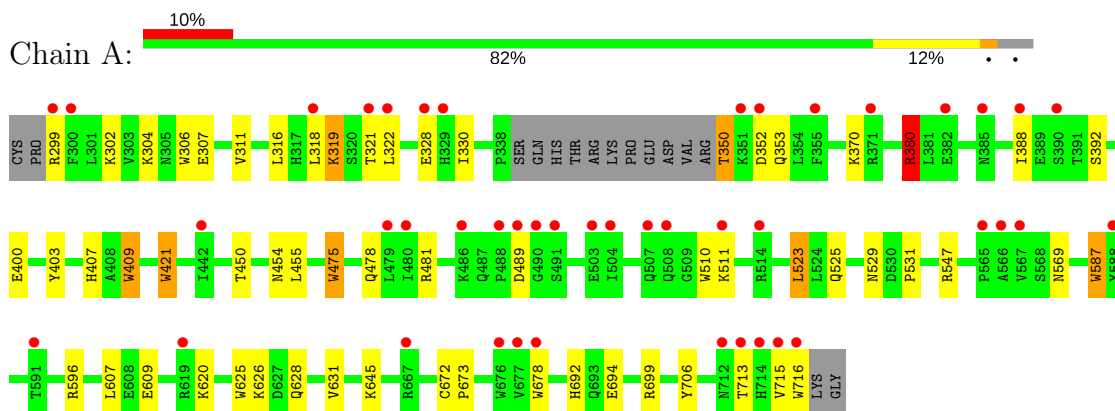 10%
Chain A:
82% 12% • •
CYS PRO R299 F300 L301 K302 V303 K304 N305 W306 E307 V311 L316 H317 L318 K319 S320 T321 L322 E328 H329 I330 P338 SER GLN HIS THR ARG LYS PRO GLU ASP VAL ARG T350 K351 D352 Q353 L354 F355 K370 R371 R380 L381 E382 N385 I388 E389 S390 T391 S392
E400 Y403 H407 A408 W409 W421 I442 T450 N454 L455 W475 Q478 L479 I480 R481 K486 Q487 P488 D489 G490 S491 E503 I504 Q507 Q508 G509 W510 K511 R514 L523 L524 Q525 N529 D530 P531 R547 P565 A566 V567 S568 N569 W587 Y588
T591 R596 L607 E608 E609 R619 K620 W625 K626 D627 Q628 V631 K645 R667 C672 P673 W676 V677 W678 H692 Q693 E694 R699 Y706 N712 T713 H714 V715 W716 LYS GLY